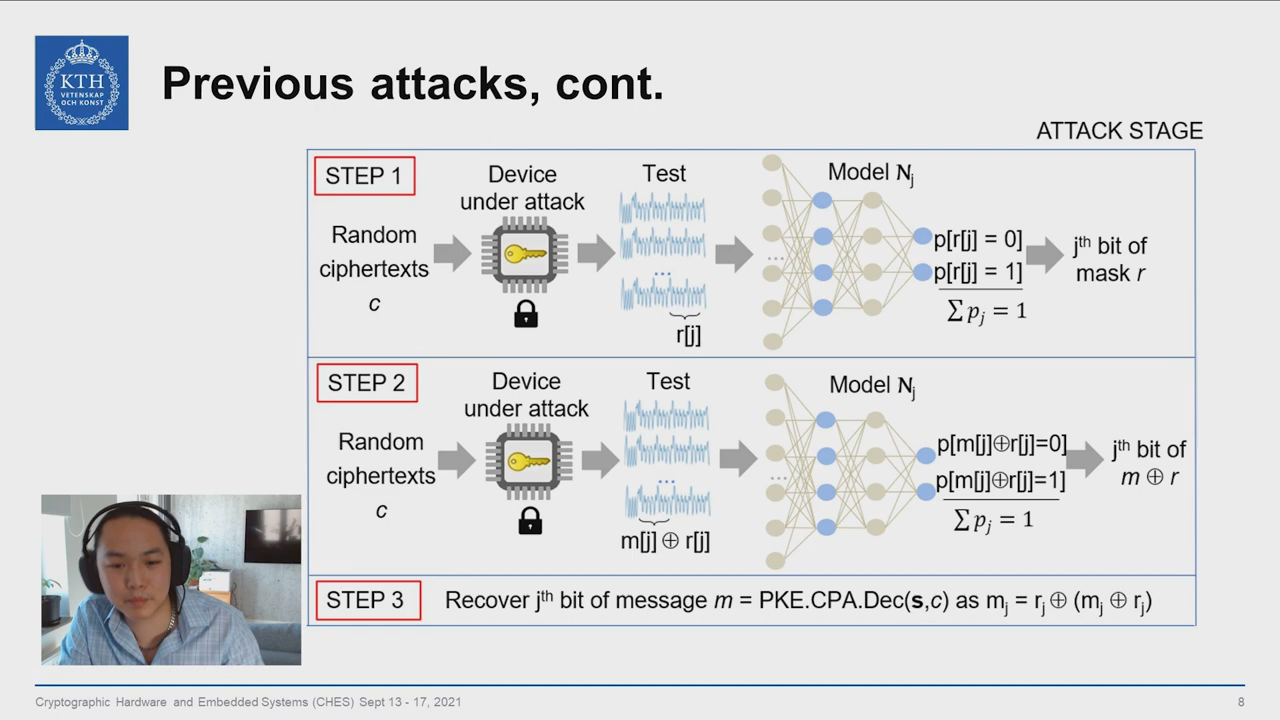 KTH
VETENSKAP
OCH KONST
Previous attacks, cont.
ATTACK STAGE
STEP 1
Random
ciphertexts
c
Device
under attack
Test
...
r[j]
...
Model Nj
p[r[j] = 0]
p[r[j] = 1]
∑ pj = 1
jth bit of
mask r
STEP 2
Random
ciphertexts
c
Device
under attack
Test
...
m[j] ⊕ r[j]
...
Model Nj
p[m[j]⊕r[j]=0]
p[m[j]⊕r[j]=1]
∑ pj = 1
jth bit of
m ⊕ r
STEP 3
Recover jth bit of message m = PKE.CPA.Dec(s,c) as mj = rj ⊕ (mj ⊕ rj)
Cryptographic Hardware and Embedded Systems (CHES) Sept 13 - 17, 2021
8